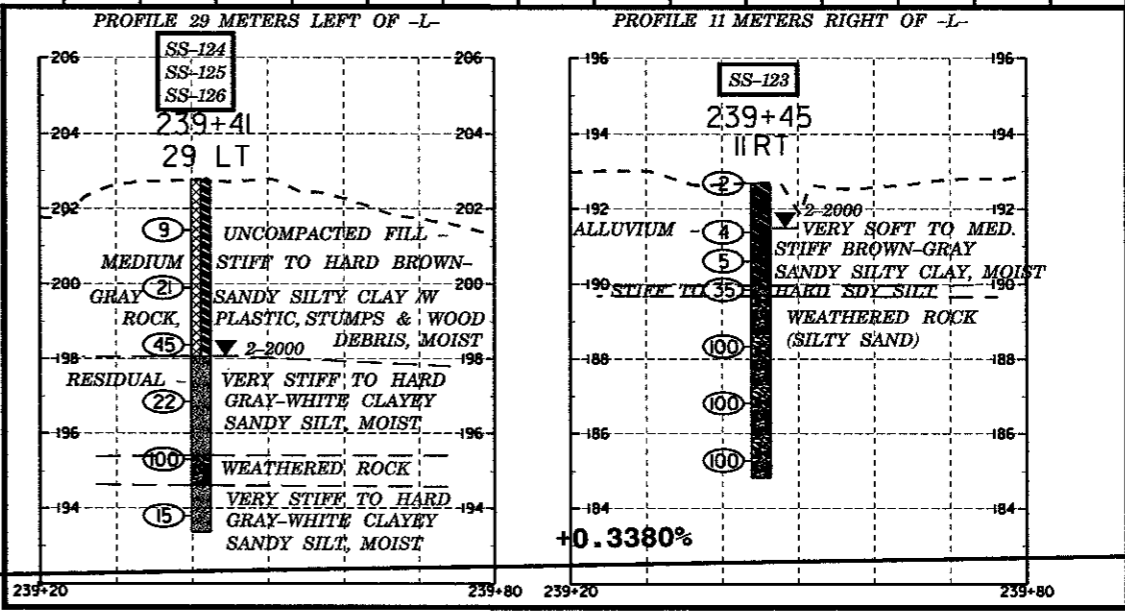 PROFILE 29 METERS LEFT OF -L-
SS-124
SS-125
SS-126
239+41
29 LT
206
206
204
204
202
202
200
200
198
198
196
196
194
194
9
UNCOMPACTED FILL -
MEDIUM STIFF TO HARD BROWN-
21
GRAY SANDY SILTY CLAY W
ROCK, PLASTIC, STUMPS & WOOD
DEBRIS, MOIST
45
2-2000
RESIDUAL - VERY STIFF TO HARD
22
GRAY-WHITE CLAYEY
SANDY SILT, MOIST
100
WEATHERED ROCK
VERY STIFF TO HARD
15
GRAY-WHITE CLAYEY
SANDY SILT, MOIST
239+20
239+80
PROFILE 11 METERS RIGHT OF -L-
SS-123
239+45
11 RT
196
196
194
194
192
192
190
190
188
188
186
186
184
184
2
2-2000
ALLUVIUM - 4 VERY SOFT TO MED.
STIFF BROWN-GRAY
5
SANDY SILTY CLAY, MOIST
STIFF TO 35 HARD SDY SILT
WEATHERED ROCK
(SILTY SAND)
100
100
100
+0.3380%
239+20
239+80